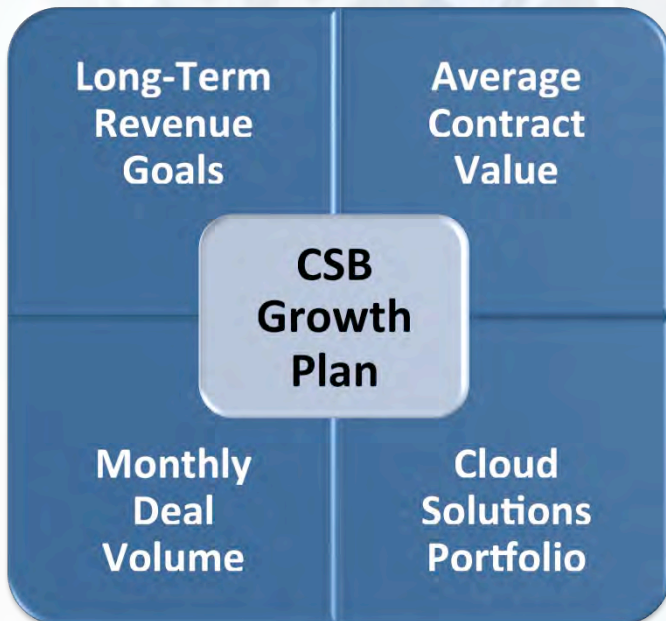 Long-Term
Revenue
Goals
Average
Contract
Value
CSB
Growth
Plan
Monthly
Deal
Volume
Cloud
Solutions
Portfolio